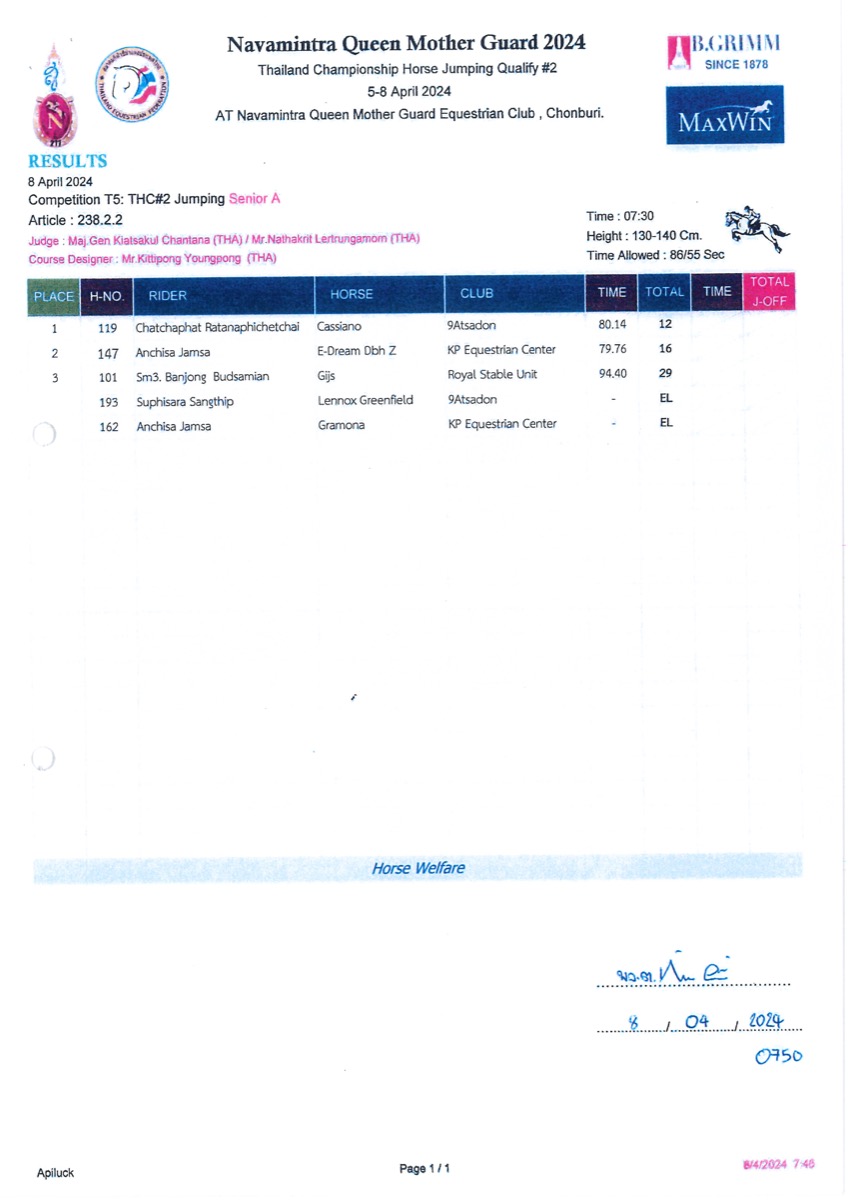 Navamintra Queen Mother Guard 2024
Thailand Championship Horse Jumping Qualify #2
5-8 April 2024
AT Navamintra Queen Mother Guard Equestrian Club , Chonburi.
B.GRIMM
SINCE 1878
MAXWIN
THAILAND EQUESTRIAN FEDERATION
N
RESULTS
8 April 2024
Competition T5: THC#2 Jumping Senior A
Article : 238.2.2
Judge : Maj.Gen Kiatsakul Chantana (THA) / Mr.Nathakrit Lertrungamorn (THA)
Course Designer : Mr.Kittipong Youngpong (THA)
Time : 07:30
Height : 130-140 Cm.
Time Allowed : 86/55 Sec
PLACE H-NO. RIDER HORSE CLUB TIME TOTAL TIME TOTAL J-OFF
1 119 Chatchaphat Ratanaphichetchai Cassiano 9Atsadon 80.14 12
2 147 Anchisa Jamsa E-Dream Dbh Z KP Equestrian Center 79.76 16
3 101 Sm3. Banjong Budsamian Gijs Royal Stable Unit 94.40 29
193 Suphisara Sangthip Lennox Greenfield 9Atsadon - EL
162 Anchisa Jamsa Gramona KP Equestrian Center - EL
Horse Welfare
8 / 04 / 2024
0750
Apiluck
Page 1 / 1
8/4/2024 7:46